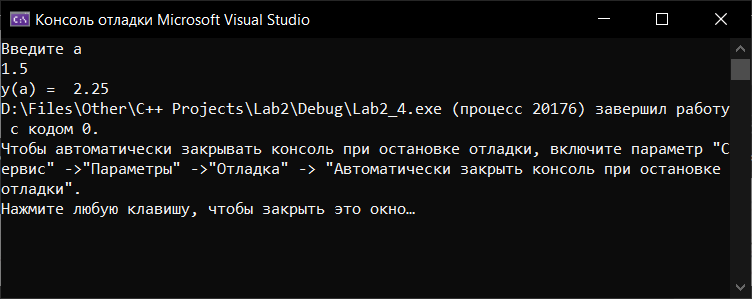 Консоль отладки Microsoft Visual Studio
Введите a
1.5
y(a) =  2.25
D:\Files\Other\C++ Projects\Lab2\Debug\Lab2_4.exe (процесс 20176) завершил работу
 с кодом 0.
Чтобы автоматически закрывать консоль при остановке отладки, включите параметр "С
ервис" ->"Параметры" ->"Отладка" -> "Автоматически закрыть консоль при остановке
отладки".
Нажмите любую клавишу, чтобы закрыть это окно…